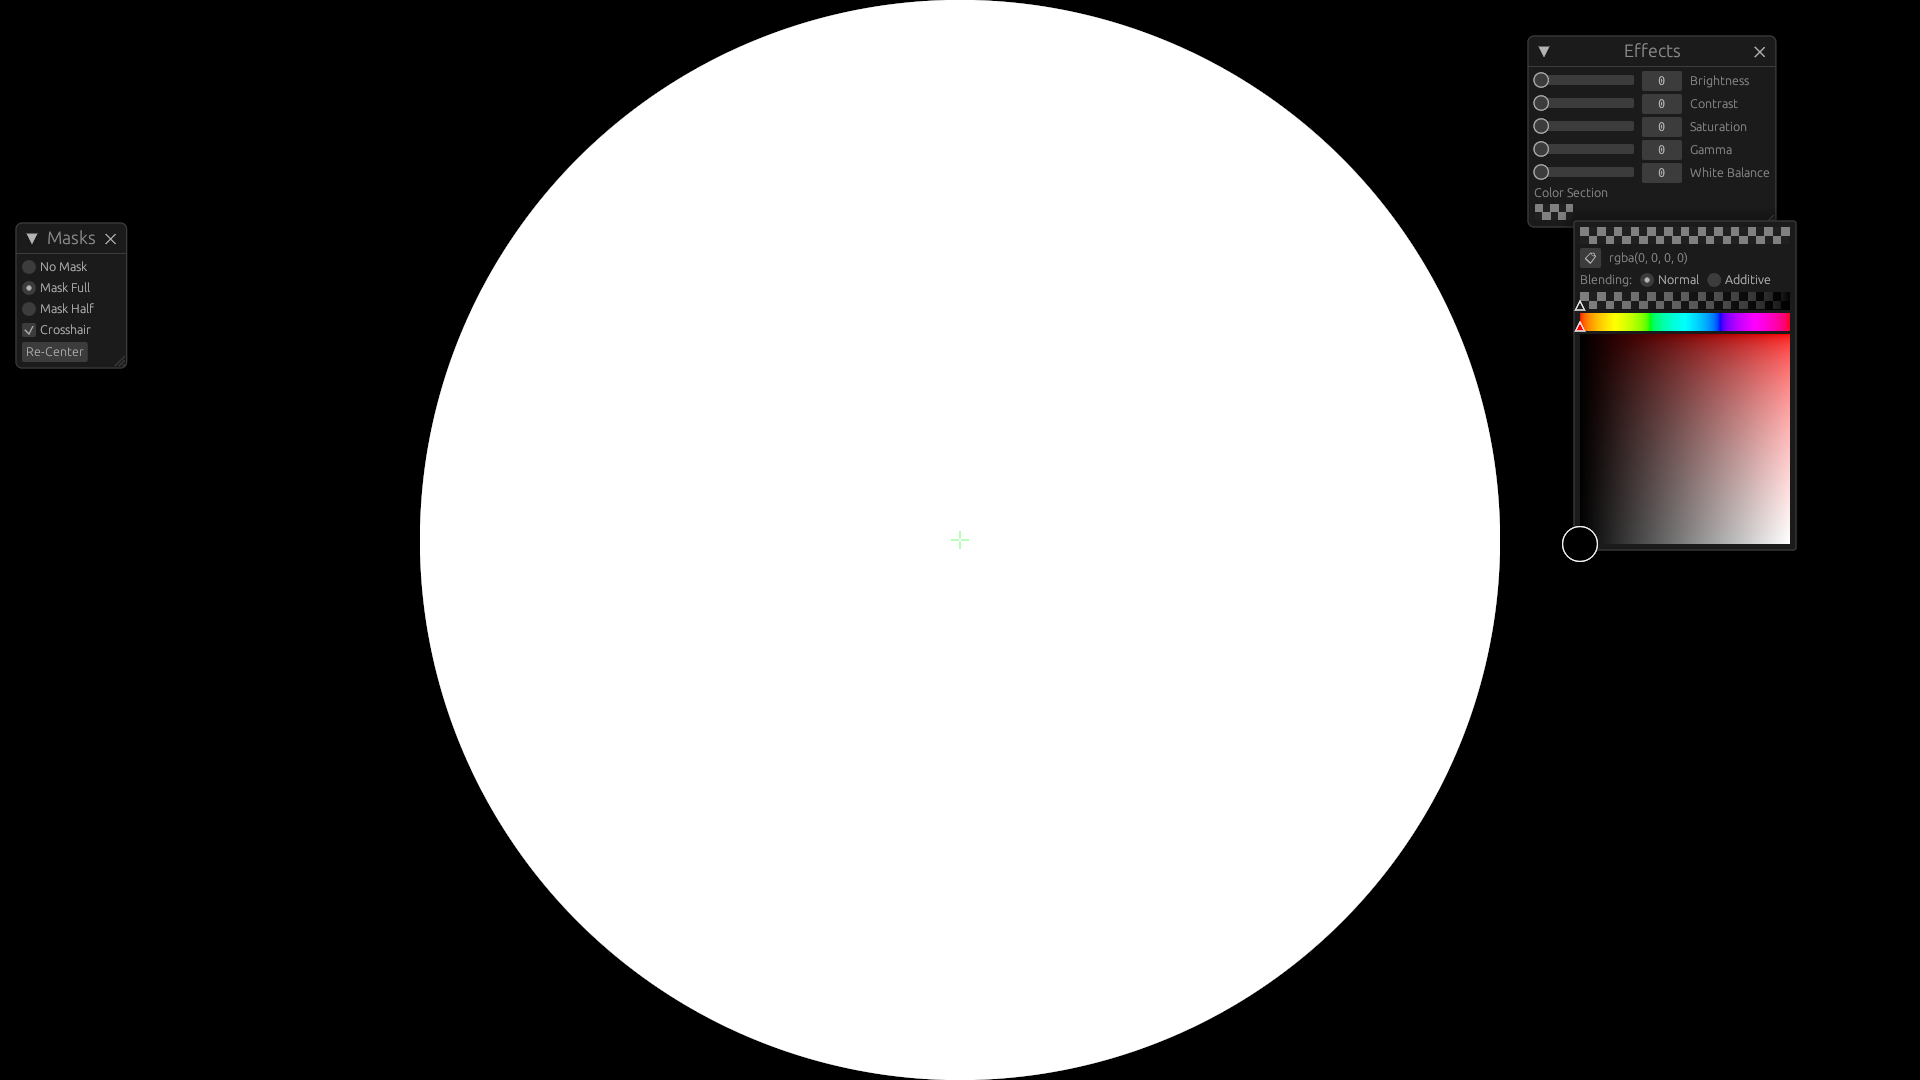 Masks
No Mask
Mask Full
Mask Half
Crosshair
Re-Center
Effects
0 Brightness
0 Contrast
0 Saturation
0 Gamma
0 White Balance
Color Section
rgba(0, 0, 0, 0)
Blending: Normal Additive